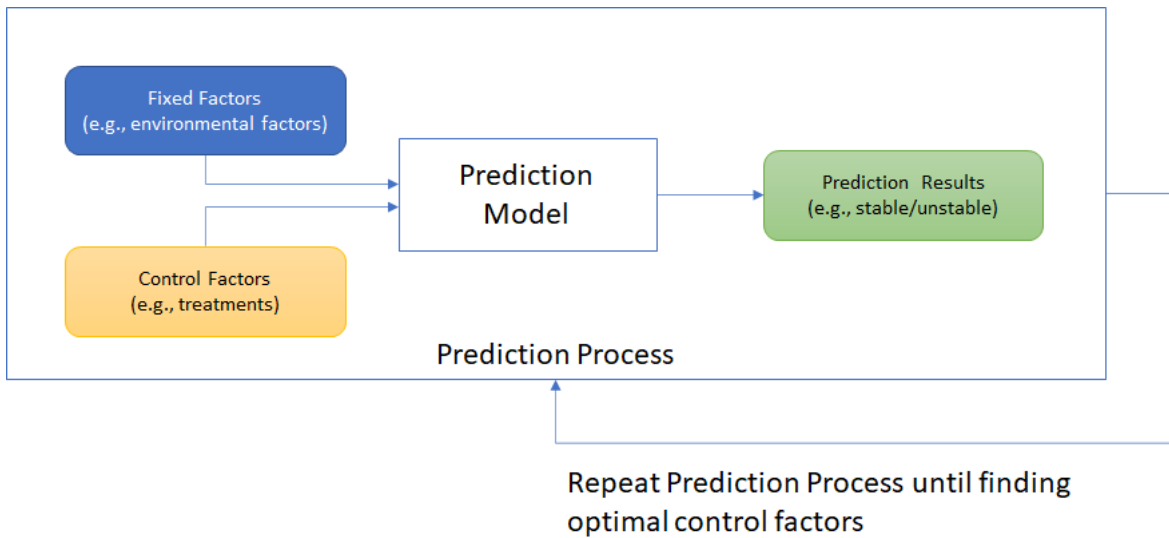 Fixed Factors
(e.g., environmental factors)
Prediction
Model
Prediction Results
(e.g., stable/unstable)
Control Factors
(e.g., treatments)
Prediction Process
Repeat Prediction Process until finding
optimal control factors